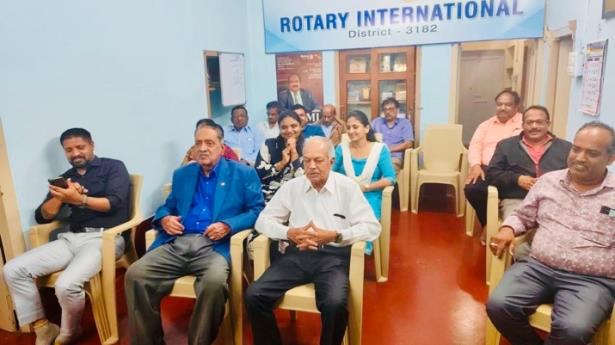 ROTARY INTERNATIONAL
District - 3182